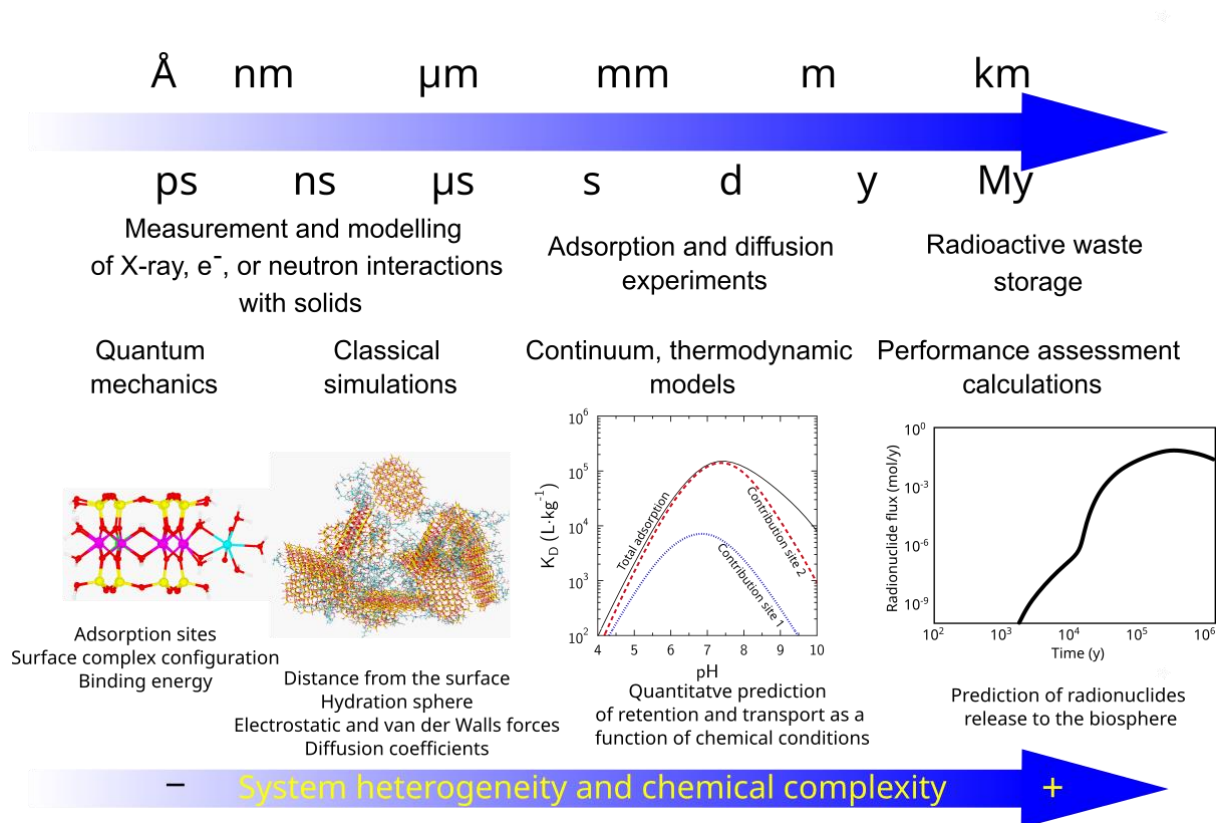 Å nm μm mm m km
ps ns μs s d y My
Measurement and modelling
of X-ray, e⁻, or neutron interactions
with solids
Adsorption and diffusion
experiments
Radioactive waste
storage
Quantum
mechanics
Classical
simulations
Continuum, thermodynamic
models
Performance assessment
calculations
Adsorption sites
Surface complex configuration
Binding energy
Distance from the surface
Hydration sphere
Electrostatic and van der Walls forces
Diffusion coefficients
K_D (L·kg⁻¹)
10⁶
10⁵
10⁴
10³
10²
Total adsorption
Contribution site 2
Contribution site 1
4 5 6 7 8 9 10
pH
Quantitatve prediction
of retention and transport as a
function of chemical conditions
Radionuclide flux (mol/y)
10⁰
10⁻³
10⁻⁶
10⁻⁹
10² 10³ 10⁴ 10⁵ 10⁶
Time (y)
Prediction of radionuclides
release to the biosphere
− System heterogeneity and chemical complexity +